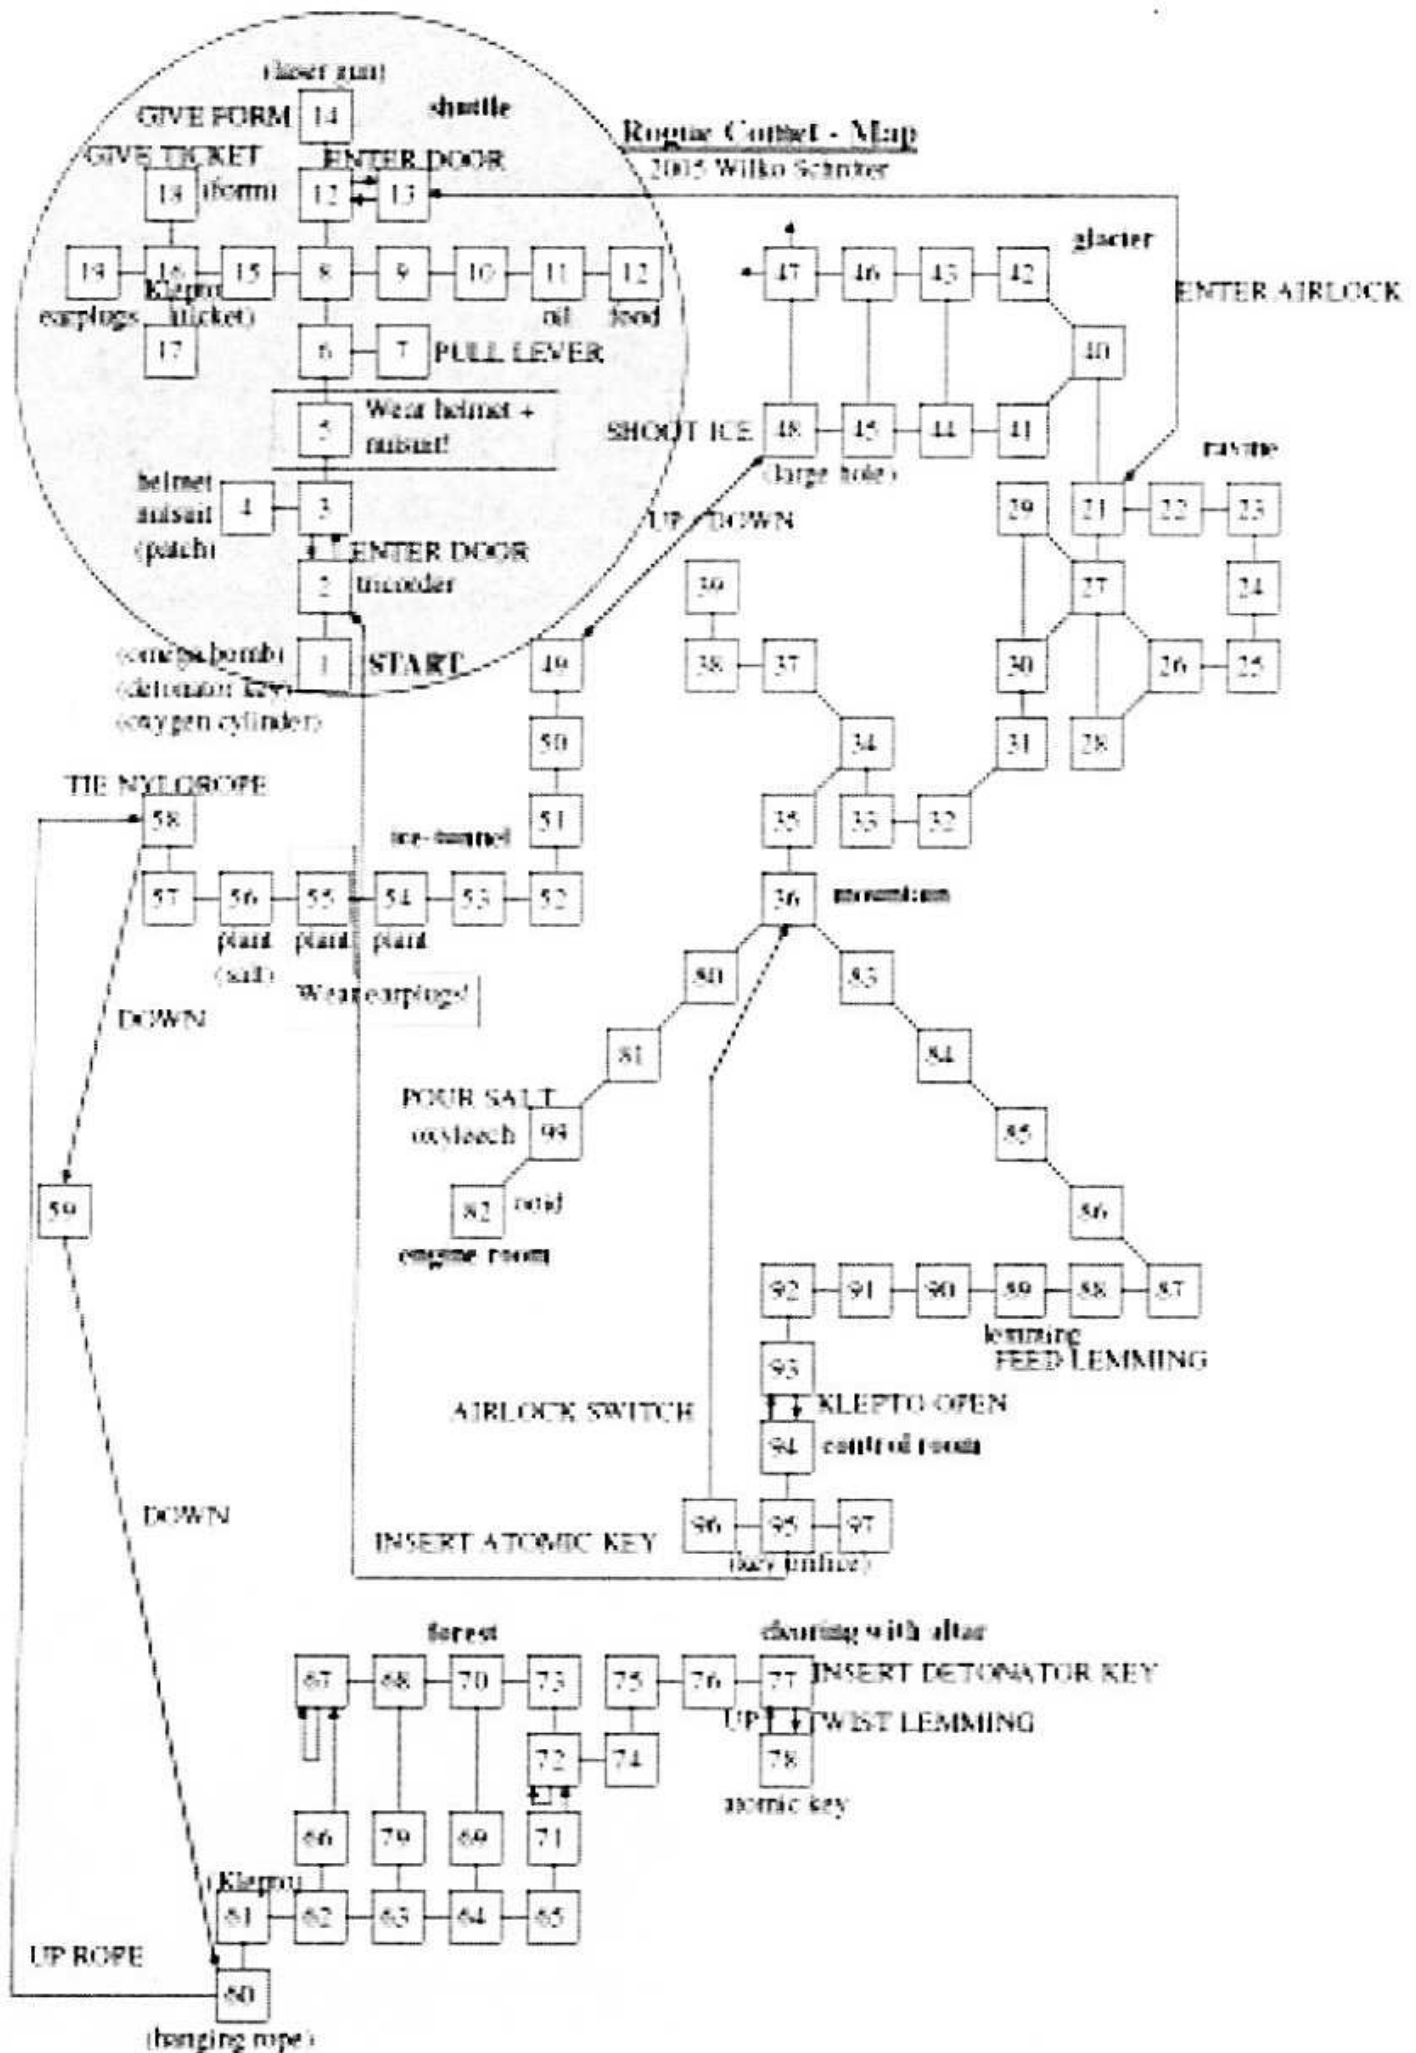 (laser gun)
GIVE FORM 14 shuttle
Rogue Comet - Map
GIVE TICKET ENTER DOOR
2005 Wilko Schröter
18 (form) 12 13
glacier
19 16 15 8 9 10 11 12 47 46 43 42
Klepto
ENTER AIRLOCK
earplugs (ticket) oil food
17 6 7 PULL LEVER 40
5 Wear helmet +
SHOOT ICE 48 45 44 41
ravine
(large hole)
helmet
4 3 29 21 22 23
(patch) UP / DOWN
ENTER DOOR
2 tricorder 39 27 24
1 START 49 38 37 30 26 25
(detonator key)
(oxygen cylinder) 50 34 31 28
TIE NYLOROPE
58 ice-tunnel 51 35 33 32
57 56 55 54 53 52 36 mountain
plant plant plant
(salt)
Wear earplugs!
80 83
DOWN
81 84
POUR SALT
oxyleech 99 85
59 82 86
engine room
92 91 90 89 88 87
lemming
FEED LEMMING
93
AIRLOCK SWITCH KLEPTO OPEN
94 control room
DOWN
INSERT ATOMIC KEY 96 95 97
(key orifice)
forest clearing with altar
67 68 70 73 75 76 77 INSERT DETONATOR KEY
UP TWIST LEMMING
72 74 78
atomic key
66 79 69 71
(Klepto)
61 62 63 64 65
UP ROPE
60
(hanging rope)